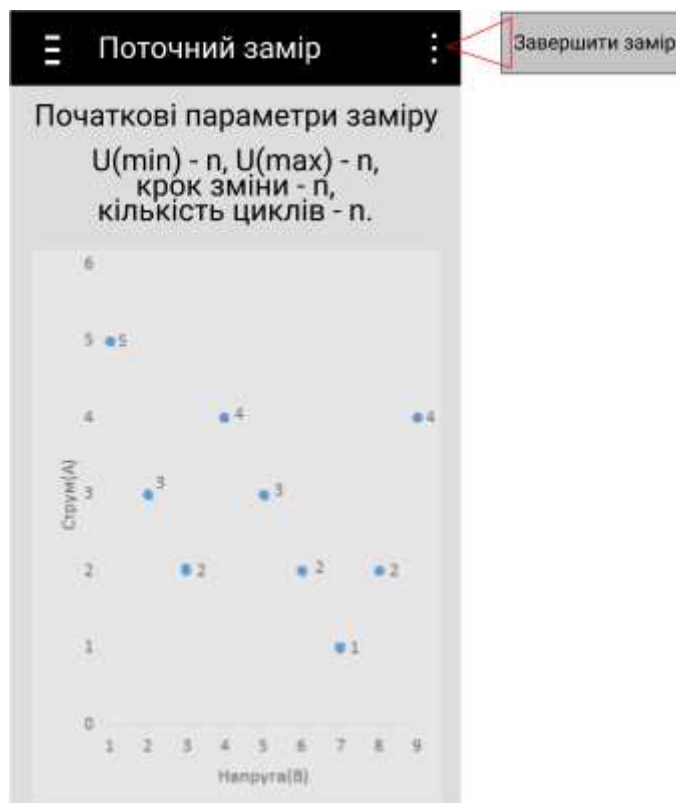 Поточний замір
Завершити замір
Початкові параметри заміру
U(min) - n, U(max) - n,
крок зміни - n,
кількість циклів - n.
6
5
5
4
4
4
Струм(А)
3
3
3
2
2
2
2
1
1
0
1 2 3 4 5 6 7 8 9
Напруга(В)